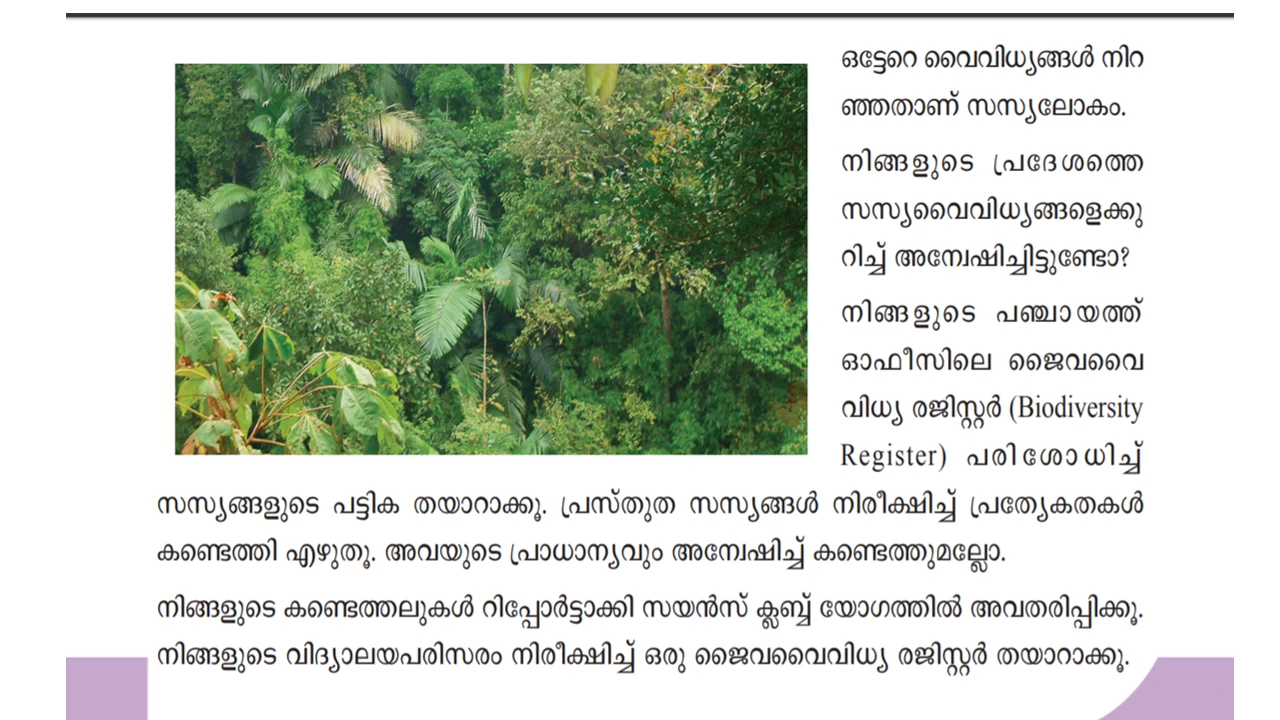 ഒട്ടേറെ വൈവിധ്യങ്ങൾ നിറ
ഞ്ഞതാണ് സസ്യലോകം.
നിങ്ങളുടെ പ്രദേശത്തെ
സസ്യവൈവിധ്യങ്ങളെക്കു
റിച്ച് അന്വേഷിച്ചിട്ടുണ്ടോ?
നിങ്ങളുടെ പഞ്ചായത്ത്
ഓഫീസിലെ ജൈവവൈ
വിധ്യ രജിസ്റ്റർ (Biodiversity
Register) പരിശോധിച്ച്
സസ്യങ്ങളുടെ പട്ടിക തയാറാക്കൂ. പ്രസ്തുത സസ്യങ്ങൾ നിരീക്ഷിച്ച് പ്രത്യേകതകൾ
കണ്ടെത്തി എഴുതൂ. അവയുടെ പ്രാധാന്യവും അന്വേഷിച്ച് കണ്ടെത്തുമല്ലോ.
നിങ്ങളുടെ കണ്ടെത്തലുകൾ റിപ്പോർട്ടാക്കി സയൻസ് ക്ലബ്ബ് യോഗത്തിൽ അവതരിപ്പിക്കൂ.
നിങ്ങളുടെ വിദ്യാലയപരിസരം നിരീക്ഷിച്ച് ഒരു ജൈവവൈവിധ്യ രജിസ്റ്റർ തയാറാക്കൂ.